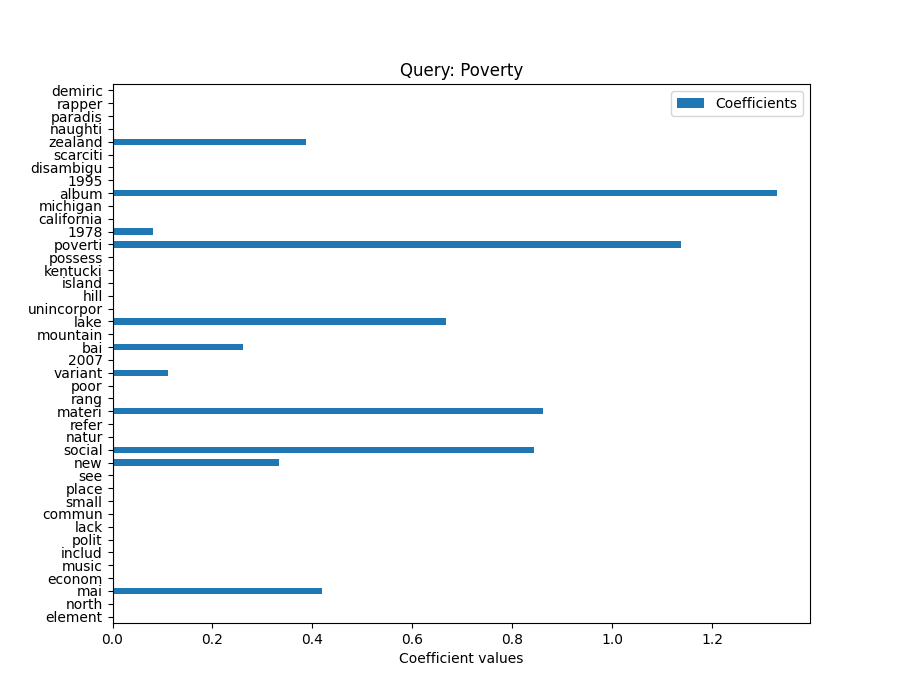 Query: Poverty
Coefficients
demiric
rapper
paradis
naughti
zealand
scarciti
disambigu
1995
album
michigan
california
1978
poverti
possess
kentucki
island
hill
unincorpor
lake
mountain
bai
2007
variant
poor
rang
materi
refer
natur
social
new
see
place
small
commun
lack
polit
includ
music
econom
mai
north
element
0.0 0.2 0.4 0.6 0.8 1.0 1.2
Coefficient values